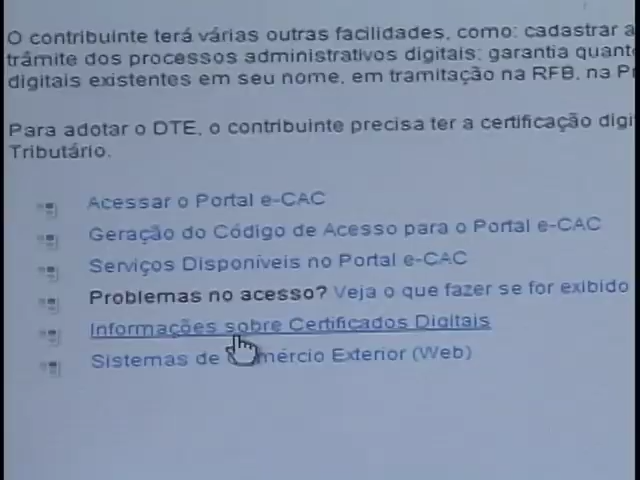 O contribuinte terá várias outras facilidades, como: cadastrar a
trâmite dos processos administrativos digitais; garantia quant
digitais existentes em seu nome, em tramitação na RFB, na P
Para adotar o DTE, o contribuinte precisa ter a certificação digi
Tributário.
Acessar o Portal e-CAC
Geração do Código de Acesso para o Portal e-CAC
Serviços Disponíveis no Portal e-CAC
Problemas no acesso? Veja o que fazer se for exibido
Informações sobre Certificados Digitais
Sistemas de mércio Exterior (Web)